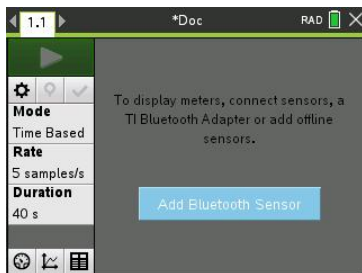 1.1 *Doc RAD
Mode
Time Based
Rate
5 samples/s
Duration
40 s
To display meters, connect sensors, a
TI Bluetooth Adapter or add offline
sensors.
Add Bluetooth Sensor